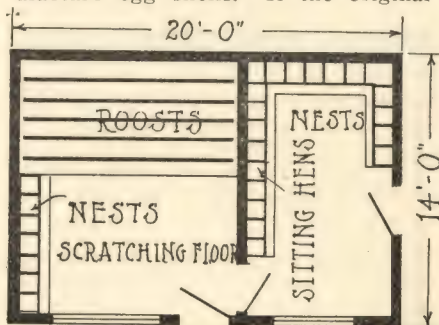 20'-0"
ROOSTS
NESTS
NESTS
SCRATCHING FLOOR
SITTING HENS
14'-0"